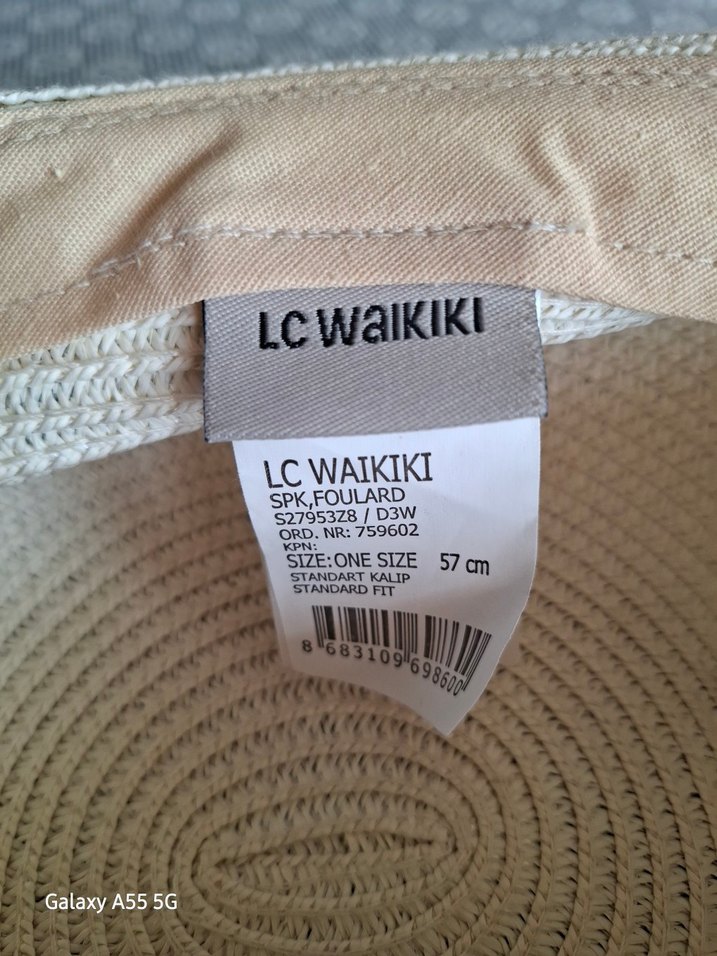 LC WAIKIKI
LC WAIKIKI
SPK,FOULARD
S27953Z8 / D3W
ORD. NR: 759602
KPN:
SIZE:ONE SIZE 57 cm
STANDART KALIP
STANDARD FIT
8 683109 698600
Galaxy A55 5G